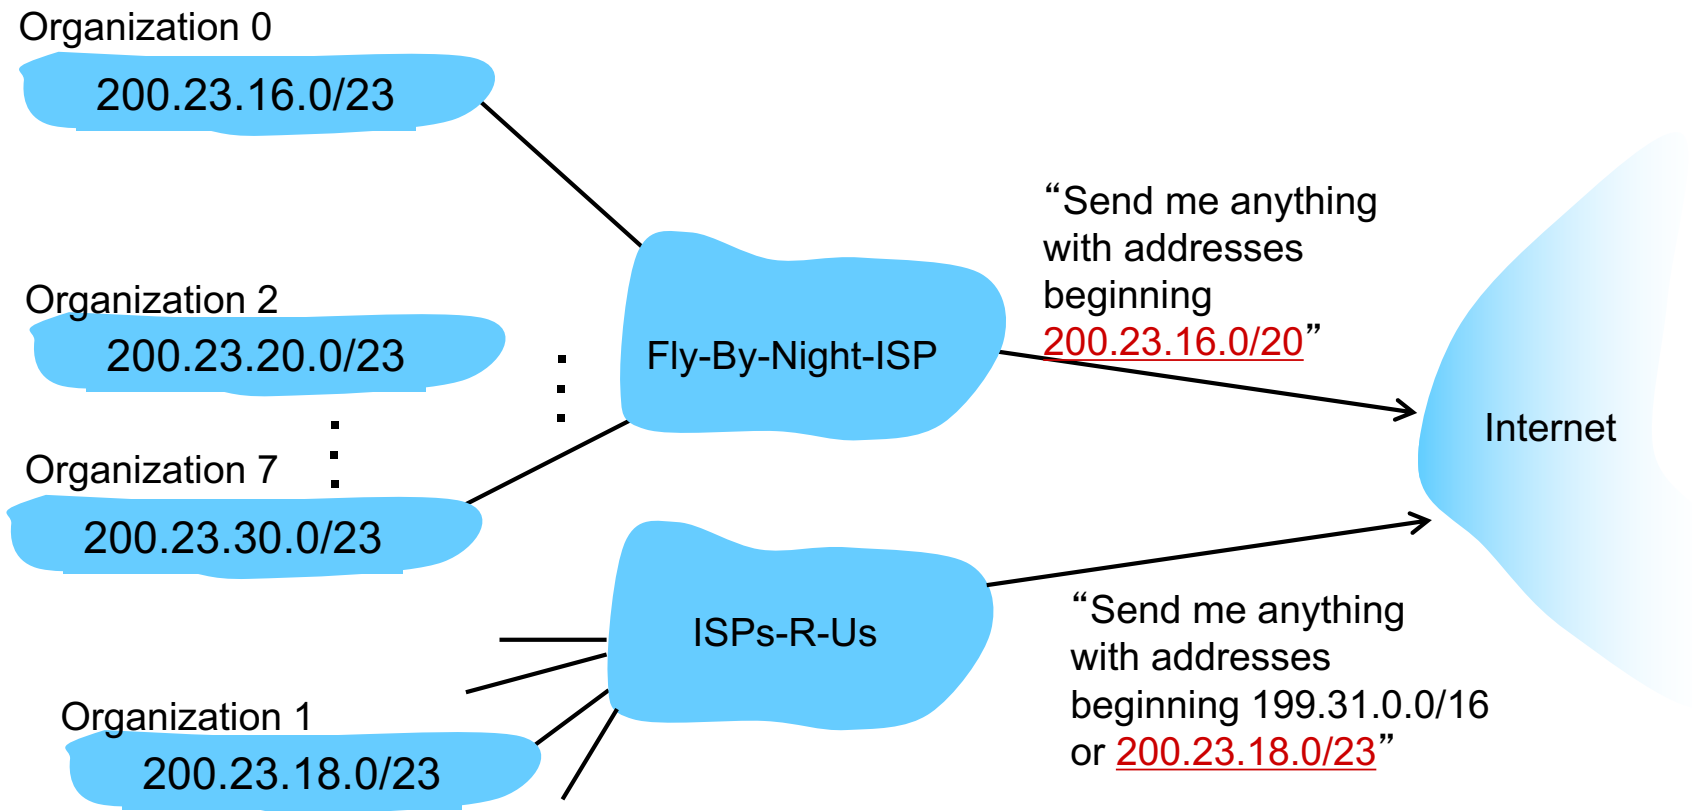 Organization 0
200.23.16.0/23
Organization 2
200.23.20.0/23
Organization 7
200.23.30.0/23
Fly-By-Night-ISP
“Send me anything
with addresses
beginning
200.23.16.0/20”
Internet
ISPs-R-Us
Organization 1
200.23.18.0/23
“Send me anything
with addresses
beginning 199.31.0.0/16
or 200.23.18.0/23”